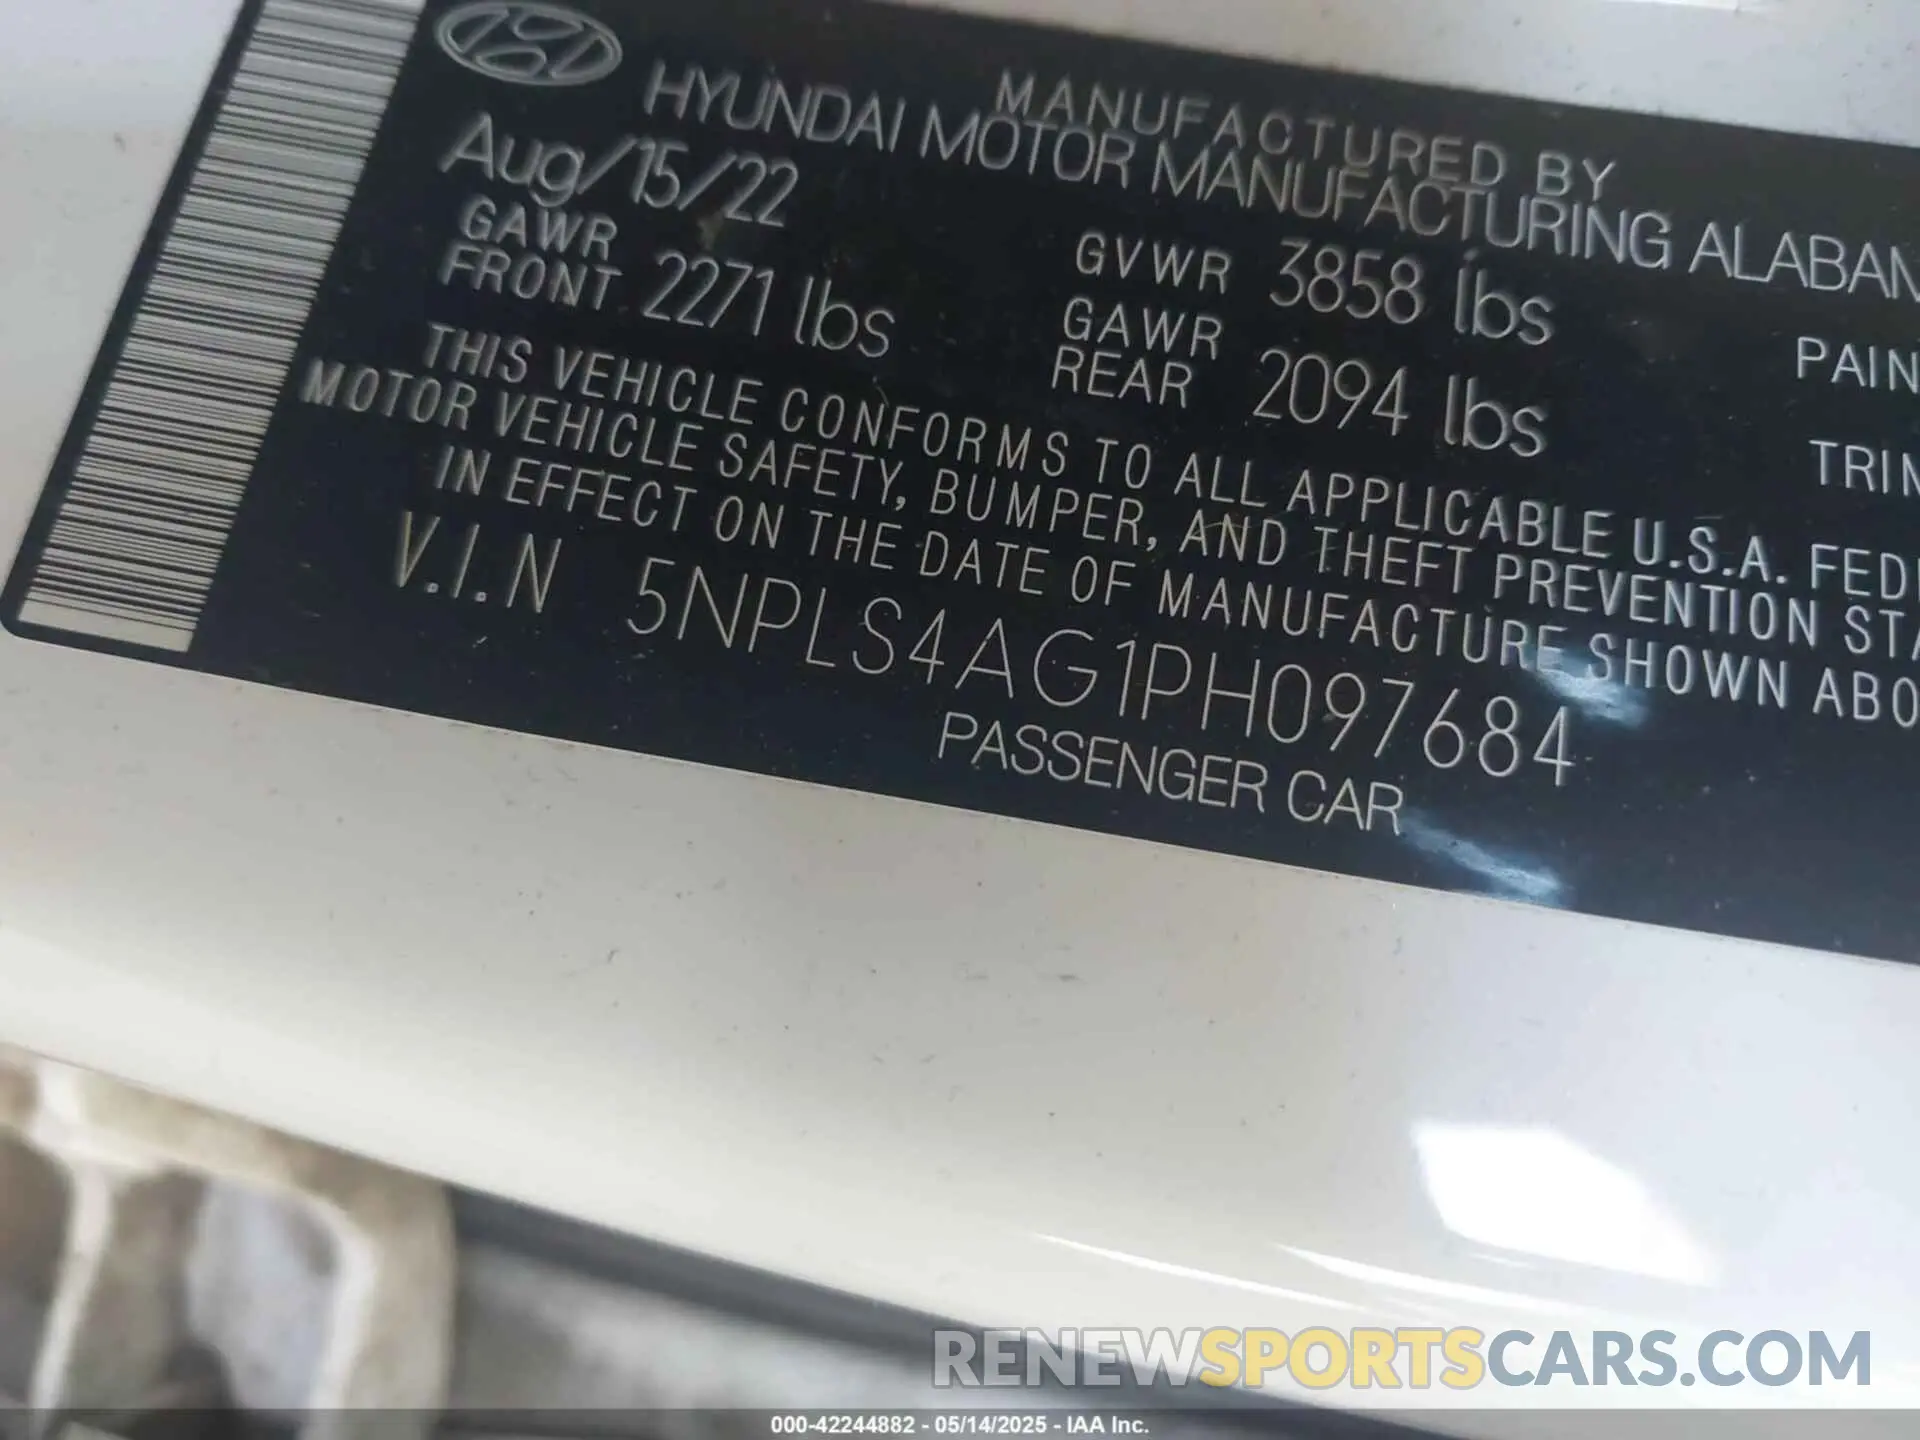 MANUFACTURED BY
HYUNDAI MOTOR MANUFACTURING ALABAM
Aug/15/22
GVWR 3858 lbs
GAWR FRONT 2271 lbs
GAWR REAR 2094 lbs
PAIN
TRIM
THIS VEHICLE CONFORMS TO ALL APPLICABLE U.S.A. FEDE
MOTOR VEHICLE SAFETY, BUMPER, AND THEFT PREVENTION STA
IN EFFECT ON THE DATE OF MANUFACTURE SHOWN ABO
V.I.N 5NPLS4AG1PH097684
PASSENGER CAR
RENEWSPORTSCARS.COM
000-42244882 - 05/14/2025 - IAA Inc.